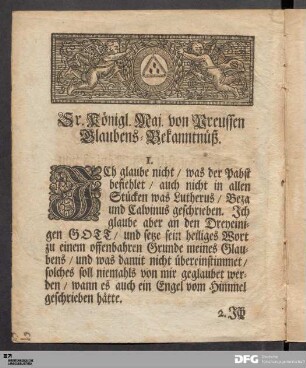 Sr. Königl. Maj. von Preussen
Glaubens-Bekanntnüß.
I.
ICh glaube nicht / was der Pabst
befiehlet / auch nicht in allen
Stücken was Lutherus / Beza
und Calvinus geschrieben. Ich
glaube aber an den Dreyeini-
gen GOTT / und setze sein heiliges Wort
zu einem offenbahren Grunde meines Glau-
bens / und was damit nicht übereinstimmet /
solches soll niemahls von mir geglaubet wer-
den / wann es auch ein Engel vom Himmel
geschrieben hätte.
2. Ich
DFG